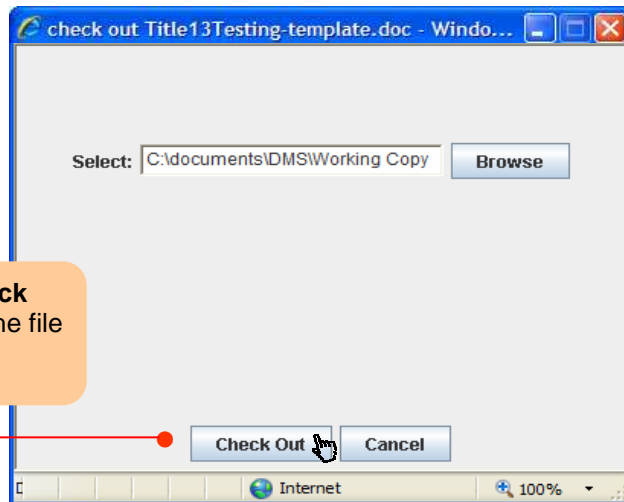 check out Title13Testing-template.doc - Windo...
Select: C:\documents\DMS\Working Copy Browse
ck
e file
Check Out Cancel
Internet 100%